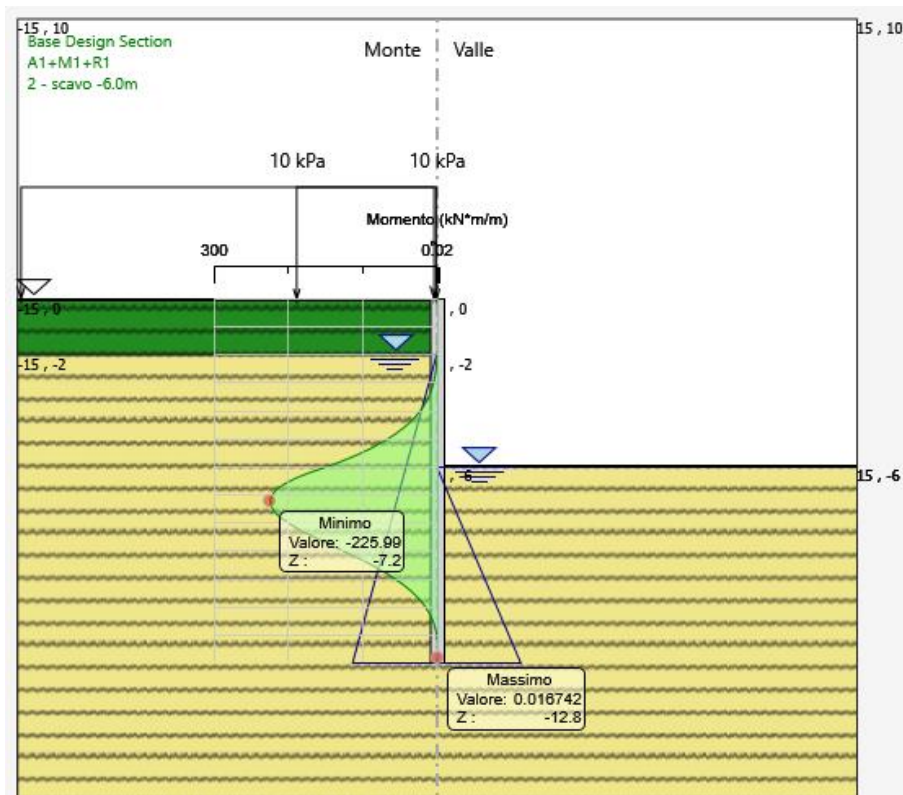 -15 , 10
15 , 10
Base Design Section
A1+M1+R1
2 - scavo -6.0m
Monte
Valle
10 kPa
10 kPa
Momento (kN*m/m)
300
0.02
-15 , 0
, 0
-15 , -2
, -2
, -6
15 , -6
Minimo
Valore: -225.99
Z : -7.2
Massimo
Valore: 0.016742
Z : -12.8